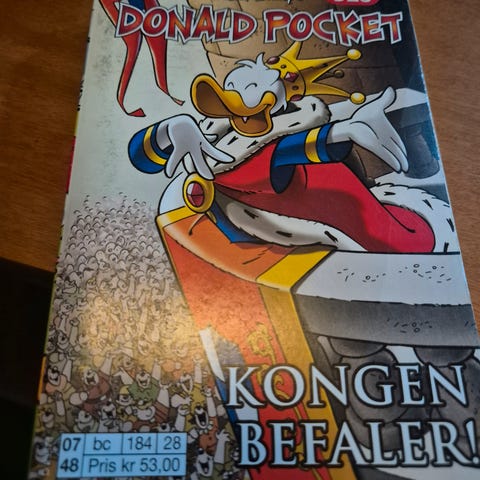 DONALD POCKET
KONGEN
BEFALER!
07 bc 184 28
48 Pris kr 53,00